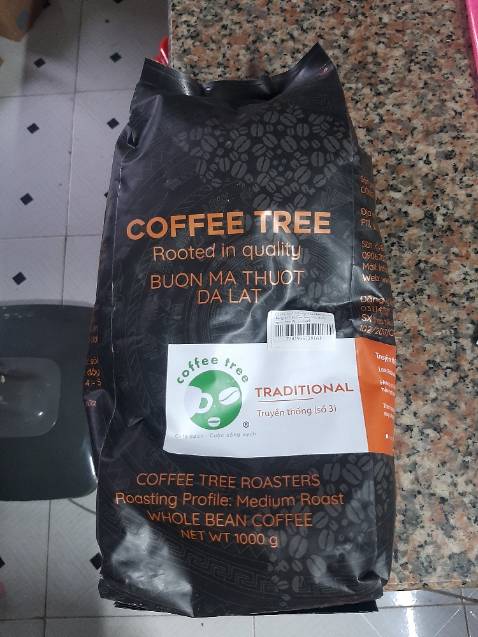 COFFEE TREE
Rooted in quality
BUON MA THUOT
DA LAT
coffee tree
®
TRADITIONAL
Truyền thống (số 3)
COFFEE TREE ROASTERS
Roasting Profile: Medium Roast
WHOLE BEAN COFFEE
NET WT 1000 g